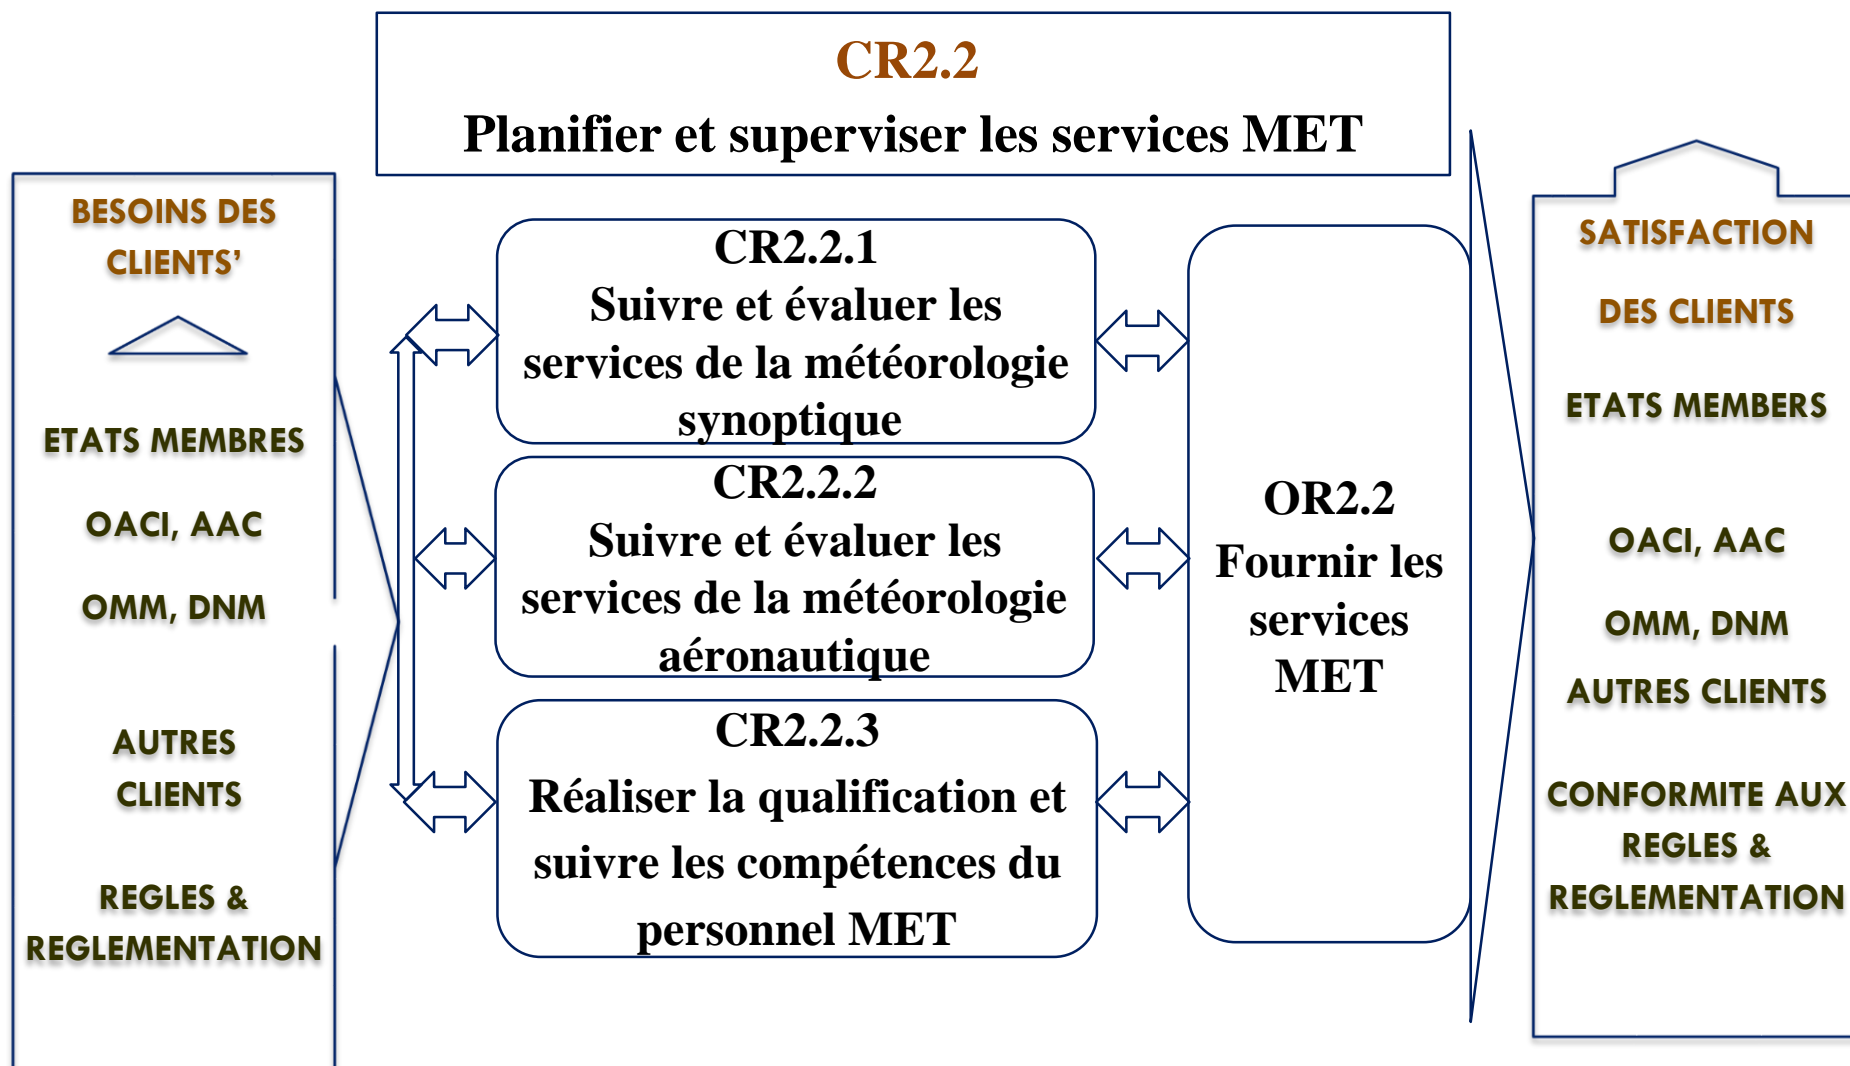 CR2.2
Planifier et superviser les services MET
BESOINS DES
CLIENTS’
ETATS MEMBRES
OACI, AAC
OMM, DNM
AUTRES
CLIENTS
REGLES &
REGLEMENTATION
CR2.2.1
Suivre et évaluer les
services de la météorologie
synoptique
CR2.2.2
Suivre et évaluer les
services de la météorologie
aéronautique
CR2.2.3
Réaliser la qualification et
suivre les compétences du
personnel MET
OR2.2
Fournir les
services
MET
SATISFACTION
DES CLIENTS
ETATS MEMBERS
OACI, AAC
OMM, DNM
AUTRES CLIENTS
CONFORMITE AUX
REGLES &
REGLEMENTATION